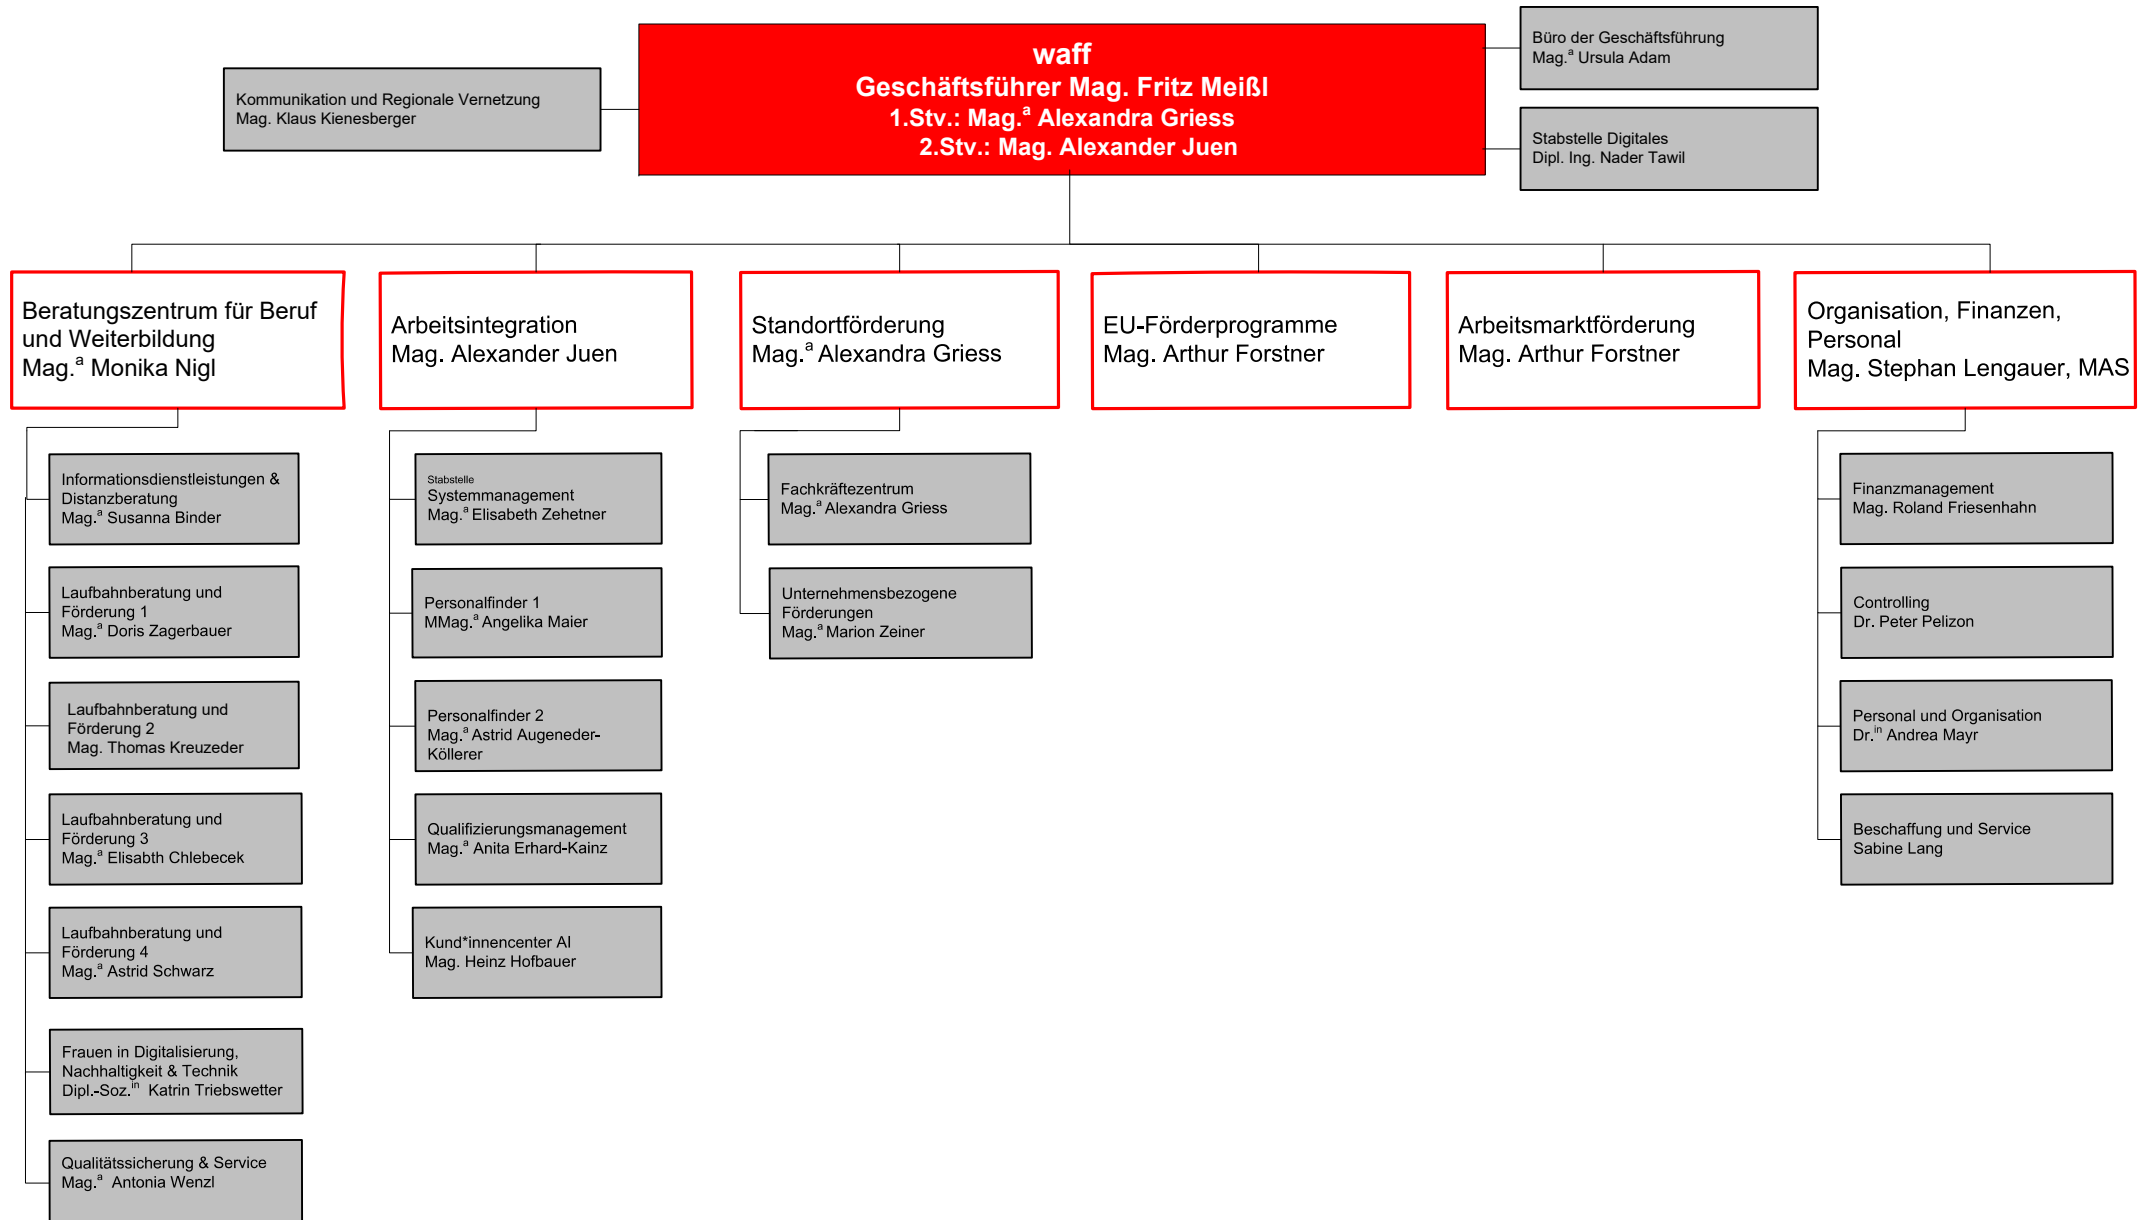 waff
Geschäftsführer Mag. Fritz Meißl
1.Stv.: Mag.ª Alexandra Griess
2.Stv.: Mag. Alexander Juen
Kommunikation und Regionale Vernetzung
Mag. Klaus Kienesberger
Büro der Geschäftsführung
Mag.ª Ursula Adam
Stabstelle Digitales
Dipl. Ing. Nader Tawil
Beratungszentrum für Beruf
und Weiterbildung
Mag.ª Monika Nigl
Arbeitsintegration
Mag. Alexander Juen
Standortförderung
Mag.ª Alexandra Griess
EU-Förderprogramme
Mag. Arthur Forstner
Arbeitsmarktförderung
Mag. Arthur Forstner
Organisation, Finanzen,
Personal
Mag. Stephan Lengauer, MAS
Informationsdienstleistungen &
Distanzberatung
Mag.ª Susanna Binder
Laufbahnberatung und
Förderung 1
Mag.ª Doris Zagerbauer
Laufbahnberatung und
Förderung 2
Mag. Thomas Kreuzeder
Laufbahnberatung und
Förderung 3
Mag.ª Elisabth Chlebecek
Laufbahnberatung und
Förderung 4
Mag.ª Astrid Schwarz
Frauen in Digitalisierung,
Nachhaltigkeit & Technik
Dipl.-Soz.ⁱⁿ Katrin Triebswetter
Qualitätssicherung & Service
Mag.ª Antonia Wenzl
Stabstelle
Systemmanagement
Mag.ª Elisabeth Zehetner
Personalfinder 1
MMag.ª Angelika Maier
Personalfinder 2
Mag.ª Astrid Augeneder-
Köllerer
Qualifizierungsmanagement
Mag.ª Anita Erhard-Kainz
Kund*innencenter AI
Mag. Heinz Hofbauer
Fachkräftezentrum
Mag.ª Alexandra Griess
Unternehmensbezogene
Förderungen
Mag.ª Marion Zeiner
Finanzmanagement
Mag. Roland Friesenhahn
Controlling
Dr. Peter Pelizon
Personal und Organisation
Dr.ⁱⁿ Andrea Mayr
Beschaffung und Service
Sabine Lang